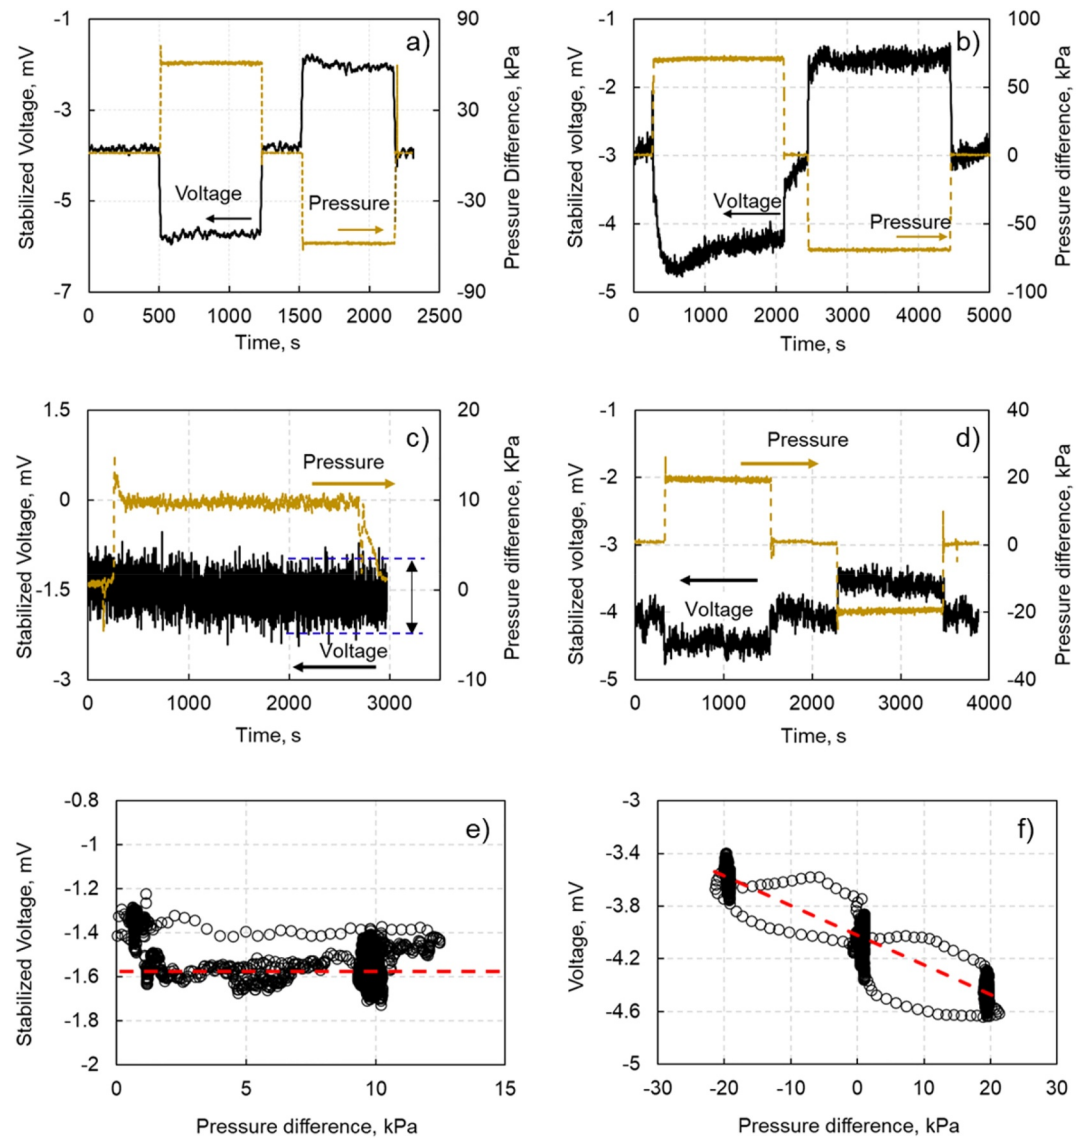 a)
Stabilized Voltage, mV
-1
-3
-5
-7
90
30
-30
-90
Pressure Difference, kPa
Voltage
Pressure
0 500 1000 1500 2000 2500
Time, s
b)
Stabilized voltage, mV
-1
-2
-3
-4
-5
100
50
0
-50
-100
Pressure difference, kPa
Voltage
Pressure
0 1000 2000 3000 4000 5000
Time, s
c)
Stabilized Voltage, mV
1.5
0
-1.5
-3
20
10
0
-10
Pressure difference, KPa
Pressure
Voltage
0 1000 2000 3000
Time, s
d)
Stabilized voltage, mV
-1
-2
-3
-4
-5
40
20
0
-20
-40
Pressure difference, kPa
Pressure
Voltage
0 1000 2000 3000 4000
Time, s
e)
Stabilized Voltage, mV
-0.8
-1
-1.2
-1.4
-1.6
-1.8
-2
0 5 10 15
Pressure difference, kPa
f)
Voltage, mV
-3
-3.4
-3.8
-4.2
-4.6
-5
-30 -20 -10 0 10 20 30
Pressure difference, kPa